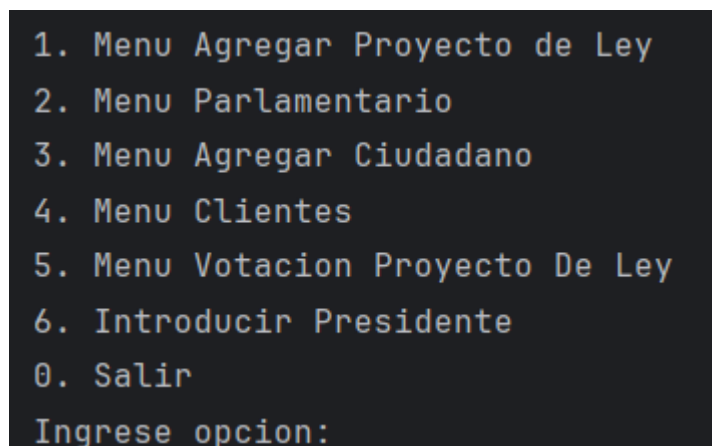 1. Menu Agregar Proyecto de Ley
2. Menu Parlamentario
3. Menu Agregar Ciudadano
4. Menu Clientes
5. Menu Votacion Proyecto De Ley
6. Introducir Presidente
0. Salir
Ingrese opcion: